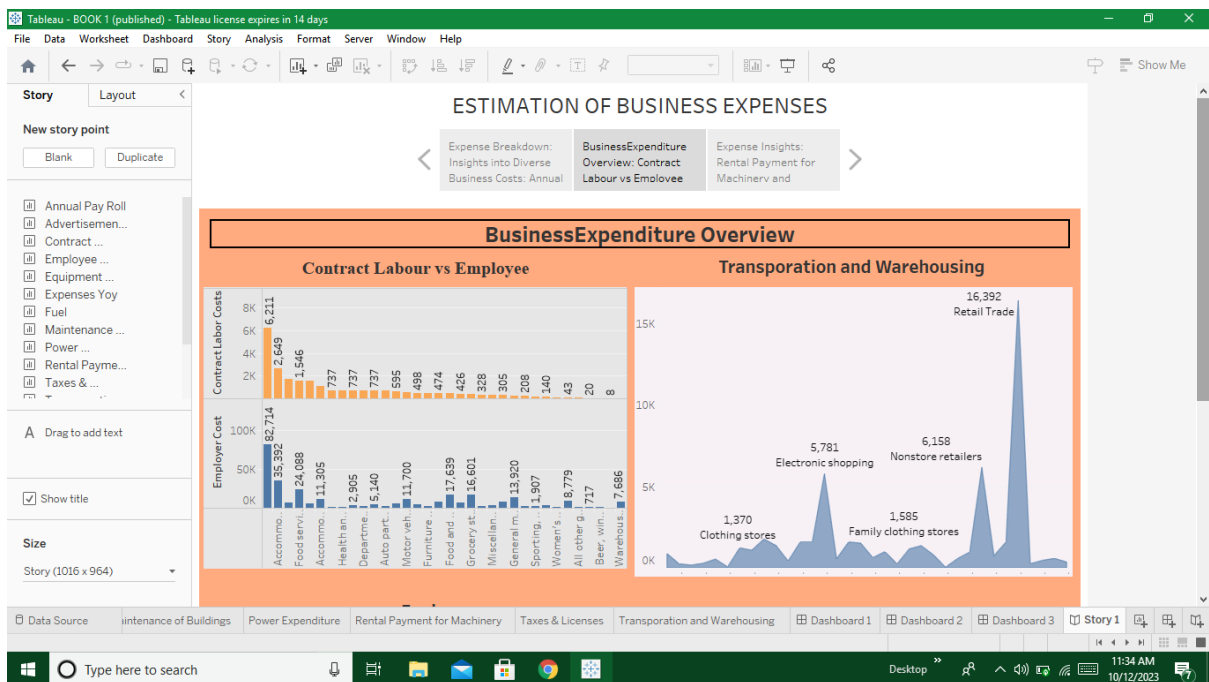 Tableau - BOOK 1 (published) - Tableau license expires in 14 days
File Data Worksheet Dashboard Story Analysis Format Server Window Help
Show Me
Story Layout
New story point
Blank Duplicate
Annual Pay Roll
Advertisemen...
Contract ...
Employee ...
Equipment ...
Expenses Yoy
Fuel
Maintenance ...
Power ...
Rental Payme...
Taxes & ...
A Drag to add text
Show title
Size
Story (1016 x 964)
ESTIMATION OF BUSINESS EXPENSES
Expense Breakdown:
Insights into Diverse
Business Costs: Annual
BusinessExpenditure
Overview: Contract
Labour vs Employee
Expense Insights:
Rental Payment for
Machinery and
BusinessExpenditure Overview
Contract Labour vs Employee
Contract Labor Costs
8K
6K
4K
2K
6,211
2,649
1,546
737
737
737
595
498
474
426
328
305
208
140
43
20
8
Employer Cost
100K
50K
0K
82,714
35,392
24,088
11,305
2,905
5,140
11,700
17,639
16,601
13,920
1,907
8,779
717
7,686
Accommo..
Food servi..
Accommo..
Health an..
Departme..
Auto part..
Motor veh..
Furniture ..
Food and ..
Grocery st..
Miscellan..
General m..
Sporting, ..
Women's ..
All other g..
Beer, win..
Warehous..
Transporation and Warehousing
15K
10K
5K
0K
16,392
Retail Trade
5,781
Electronic shopping
6,158
Nonstore retailers
1,370
Clothing stores
1,585
Family clothing stores
Data Source intenance of Buildings Power Expenditure Rental Payment for Machinery Taxes & Licenses Transporation and Warehousing Dashboard 1 Dashboard 2 Dashboard 3 Story 1
Type here to search
Desktop
11:34 AM
10/12/2023
7